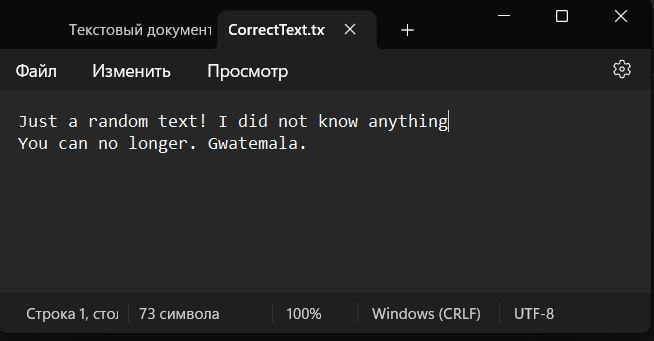 Текстовый документ
CorrectText.tx
Файл Изменить Просмотр
Just a random text! I did not know anything
You can no longer. Gwatemala.
Строка 1, стол 73 символа 100% Windows (CRLF) UTF-8